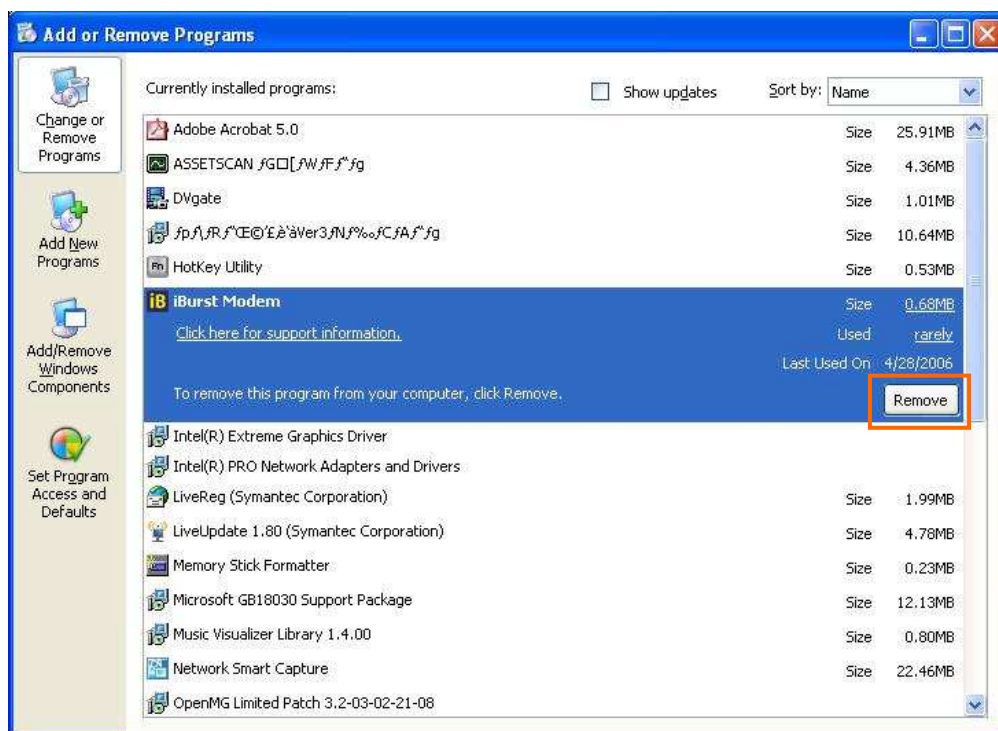 Add or Remove Programs
Change or
Remove
Programs
Add New
Programs
Add/Remove
Windows
Components
Set Program
Access and
Defaults
Currently installed programs: Show updates Sort by: Name
Adobe Acrobat 5.0 Size 25.91MB
ASSETSCAN Size 4.36MB
DVgate Size 1.01MB
Size 10.64MB
Fn HotKey Utility Size 0.53MB
iB iBurst Modem Size 0.68MB
Click here for support information. Used rarely
Last Used On 4/28/2006
To remove this program from your computer, click Remove. Remove
Intel(R) Extreme Graphics Driver
Intel(R) PRO Network Adapters and Drivers
LiveReg (Symantec Corporation) Size 1.99MB
LiveUpdate 1.80 (Symantec Corporation) Size 4.78MB
Memory Stick Formatter Size 0.23MB
Microsoft GB18030 Support Package Size 12.13MB
Music Visualizer Library 1.4.00 Size 0.80MB
Network Smart Capture Size 22.46MB
OpenMG Limited Patch 3.2-03-02-21-08